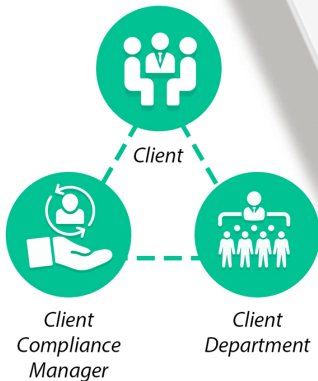 Client
Client
Compliance
Manager
Client
Department